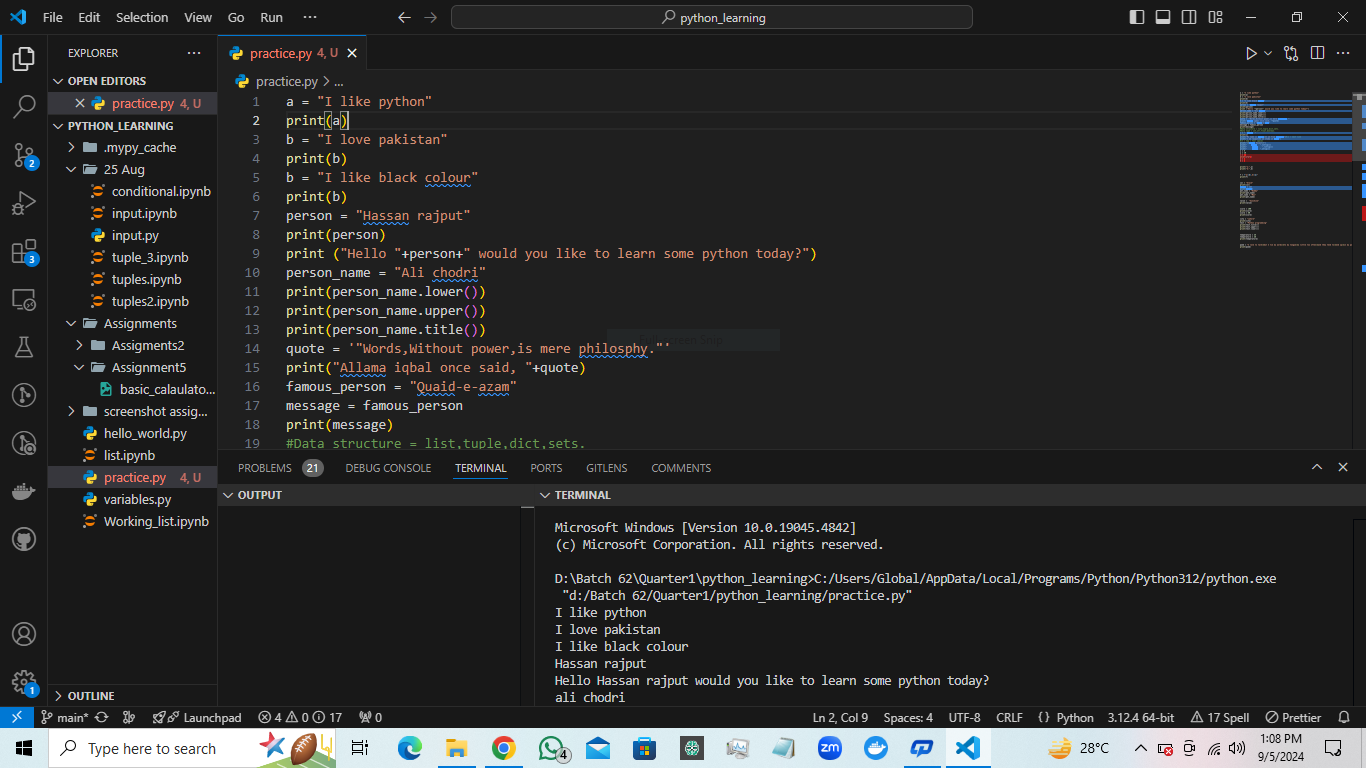 File Edit Selection View Go Run ··· python_learning
EXPLORER ···
OPEN EDITORS
practice.py 4, U
PYTHON_LEARNING
.mypy_cache
25 Aug
conditional.ipynb
input.ipynb
input.py
tuple_3.ipynb
tuples.ipynb
tuples2.ipynb
Assignments
Assigments2
Assignment5
basic_calaulato...
screenshot assig...
hello_world.py
list.ipynb
practice.py 4, U
variables.py
Working_list.ipynb
OUTLINE
2
3
1
practice.py 4, U
practice.py > ...
1 a = "I like python"
2 print(a)
3 b = "I love pakistan"
4 print(b)
5 b = "I like black colour"
6 print(b)
7 person = "Hassan rajput"
8 print(person)
9 print ("Hello "+person+" would you like to learn some python today?")
10 person_name = "Ali chodri"
11 print(person_name.lower())
12 print(person_name.upper())
13 print(person_name.title())
14 quote = '"Words,Without power,is mere philosphy."'
15 print("Allama iqbal once said, "+quote)
16 famous_person = "Quaid-e-azam"
17 message = famous_person
18 print(message)
19 #Data structure = list,tuple,dict,sets.
PROBLEMS 21 DEBUG CONSOLE TERMINAL PORTS GITLENS COMMENTS
OUTPUT
TERMINAL
Microsoft Windows [Version 10.0.19045.4842]
(c) Microsoft Corporation. All rights reserved.
D:\Batch 62\Quarter1\python_learning>C:/Users/Global/AppData/Local/Programs/Python/Python312/python.exe
"d:/Batch 62/Quarter1/python_learning/practice.py"
I like python
I love pakistan
I like black colour
Hassan rajput
Hello Hassan rajput would you like to learn some python today?
ali chodri
main* Launchpad 4 0 17 0 Ln 2, Col 9 Spaces: 4 UTF-8 CRLF {} Python 3.12.4 64-bit 17 Spell Prettier
Type here to search 4 zm 28°C 1:08 PM
9/5/2024